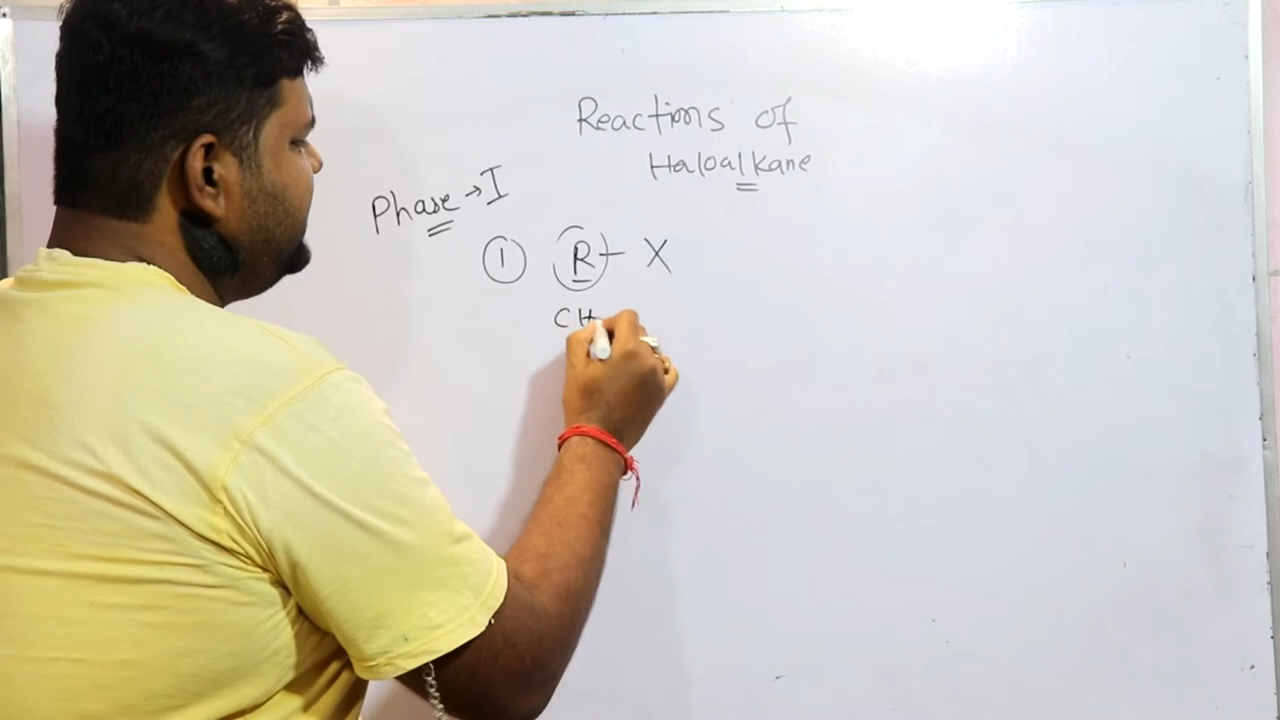 Reactions of
Haloalkane
Phase → I
① R - X
CH